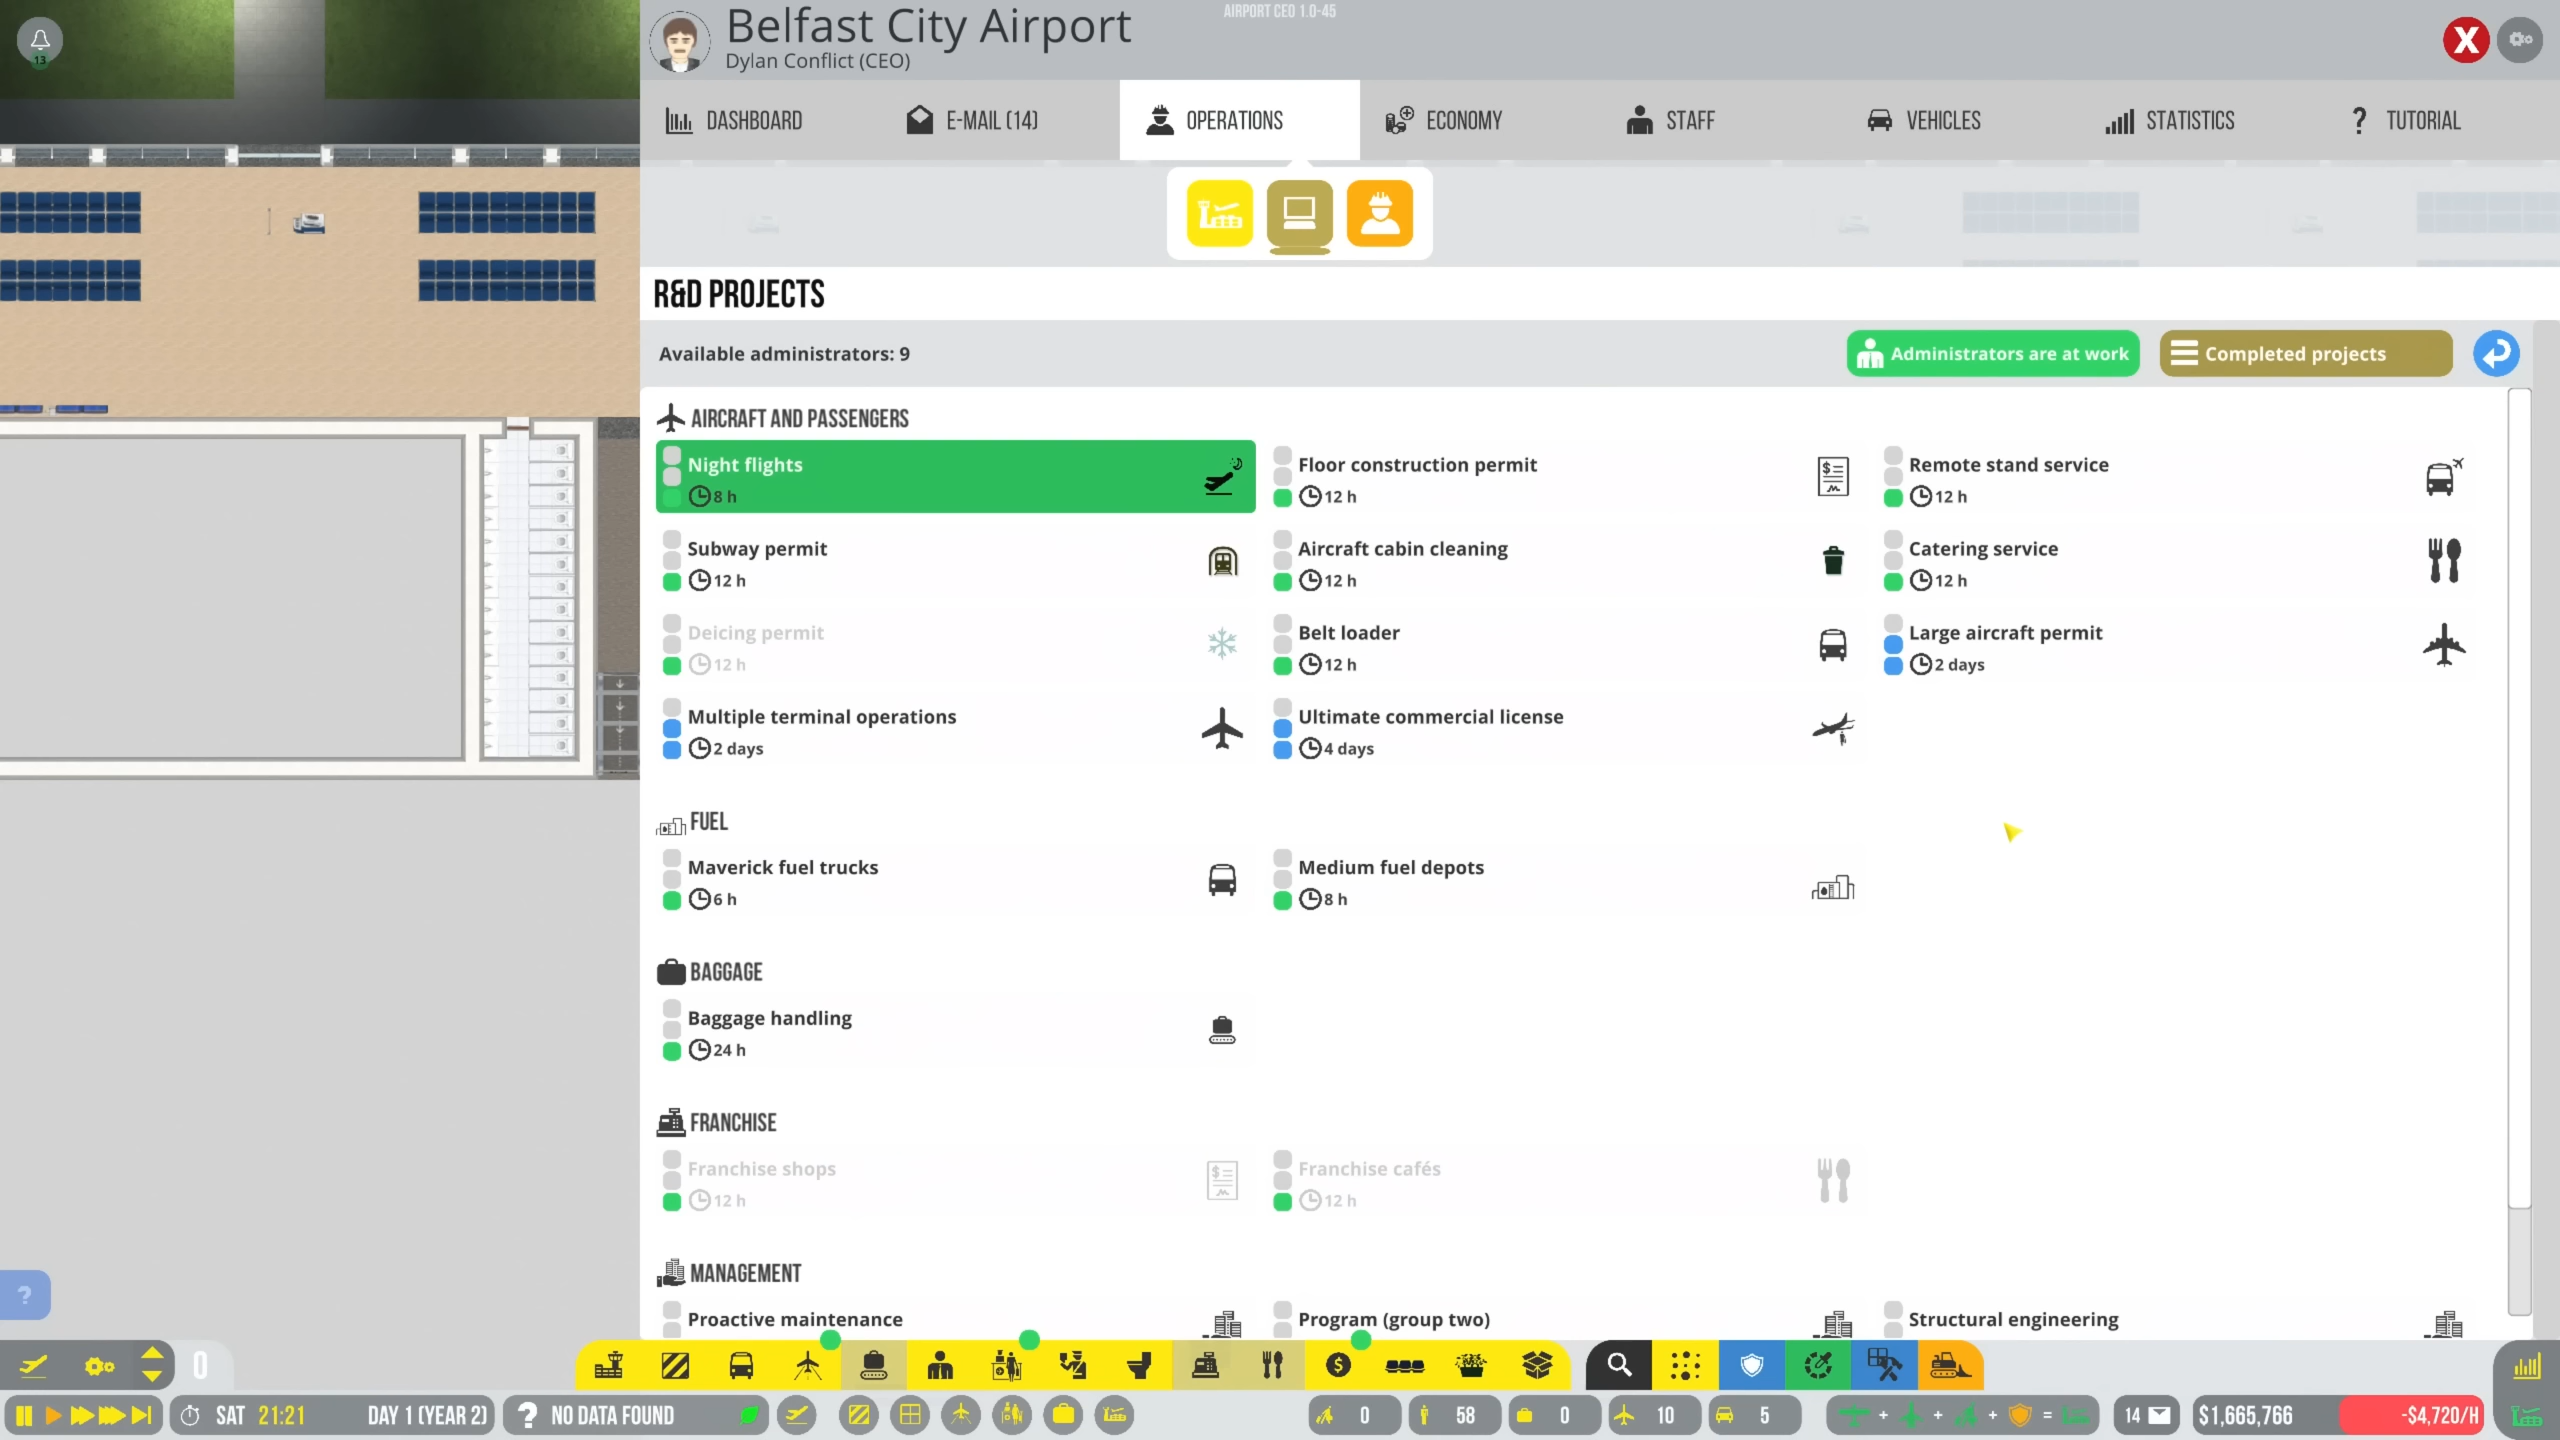 AIRPORT CEO 1.0-45
13
Belfast City Airport
Dylan Conflict (CEO)
X
DASHBOARD
E-MAIL (14)
OPERATIONS
ECONOMY
STAFF
VEHICLES
STATISTICS
? TUTORIAL
R&D PROJECTS
Available administrators: 9
Administrators are at work
Completed projects
AIRCRAFT AND PASSENGERS
Night flights
8 h
Floor construction permit
12 h
Remote stand service
12 h
Subway permit
12 h
Aircraft cabin cleaning
12 h
Catering service
12 h
Deicing permit
12 h
Belt loader
12 h
Large aircraft permit
2 days
Multiple terminal operations
2 days
Ultimate commercial license
4 days
FUEL
Maverick fuel trucks
6 h
Medium fuel depots
8 h
BAGGAGE
Baggage handling
24 h
FRANCHISE
Franchise shops
12 h
Franchise cafés
12 h
MANAGEMENT
Proactive maintenance
Program (group two)
Structural engineering
?
0
SAT 21:21 DAY 1 (YEAR 2)
? NO DATA FOUND
0
58
0
10
5
+ + + =
14
$1,665,766
-$4,720/H